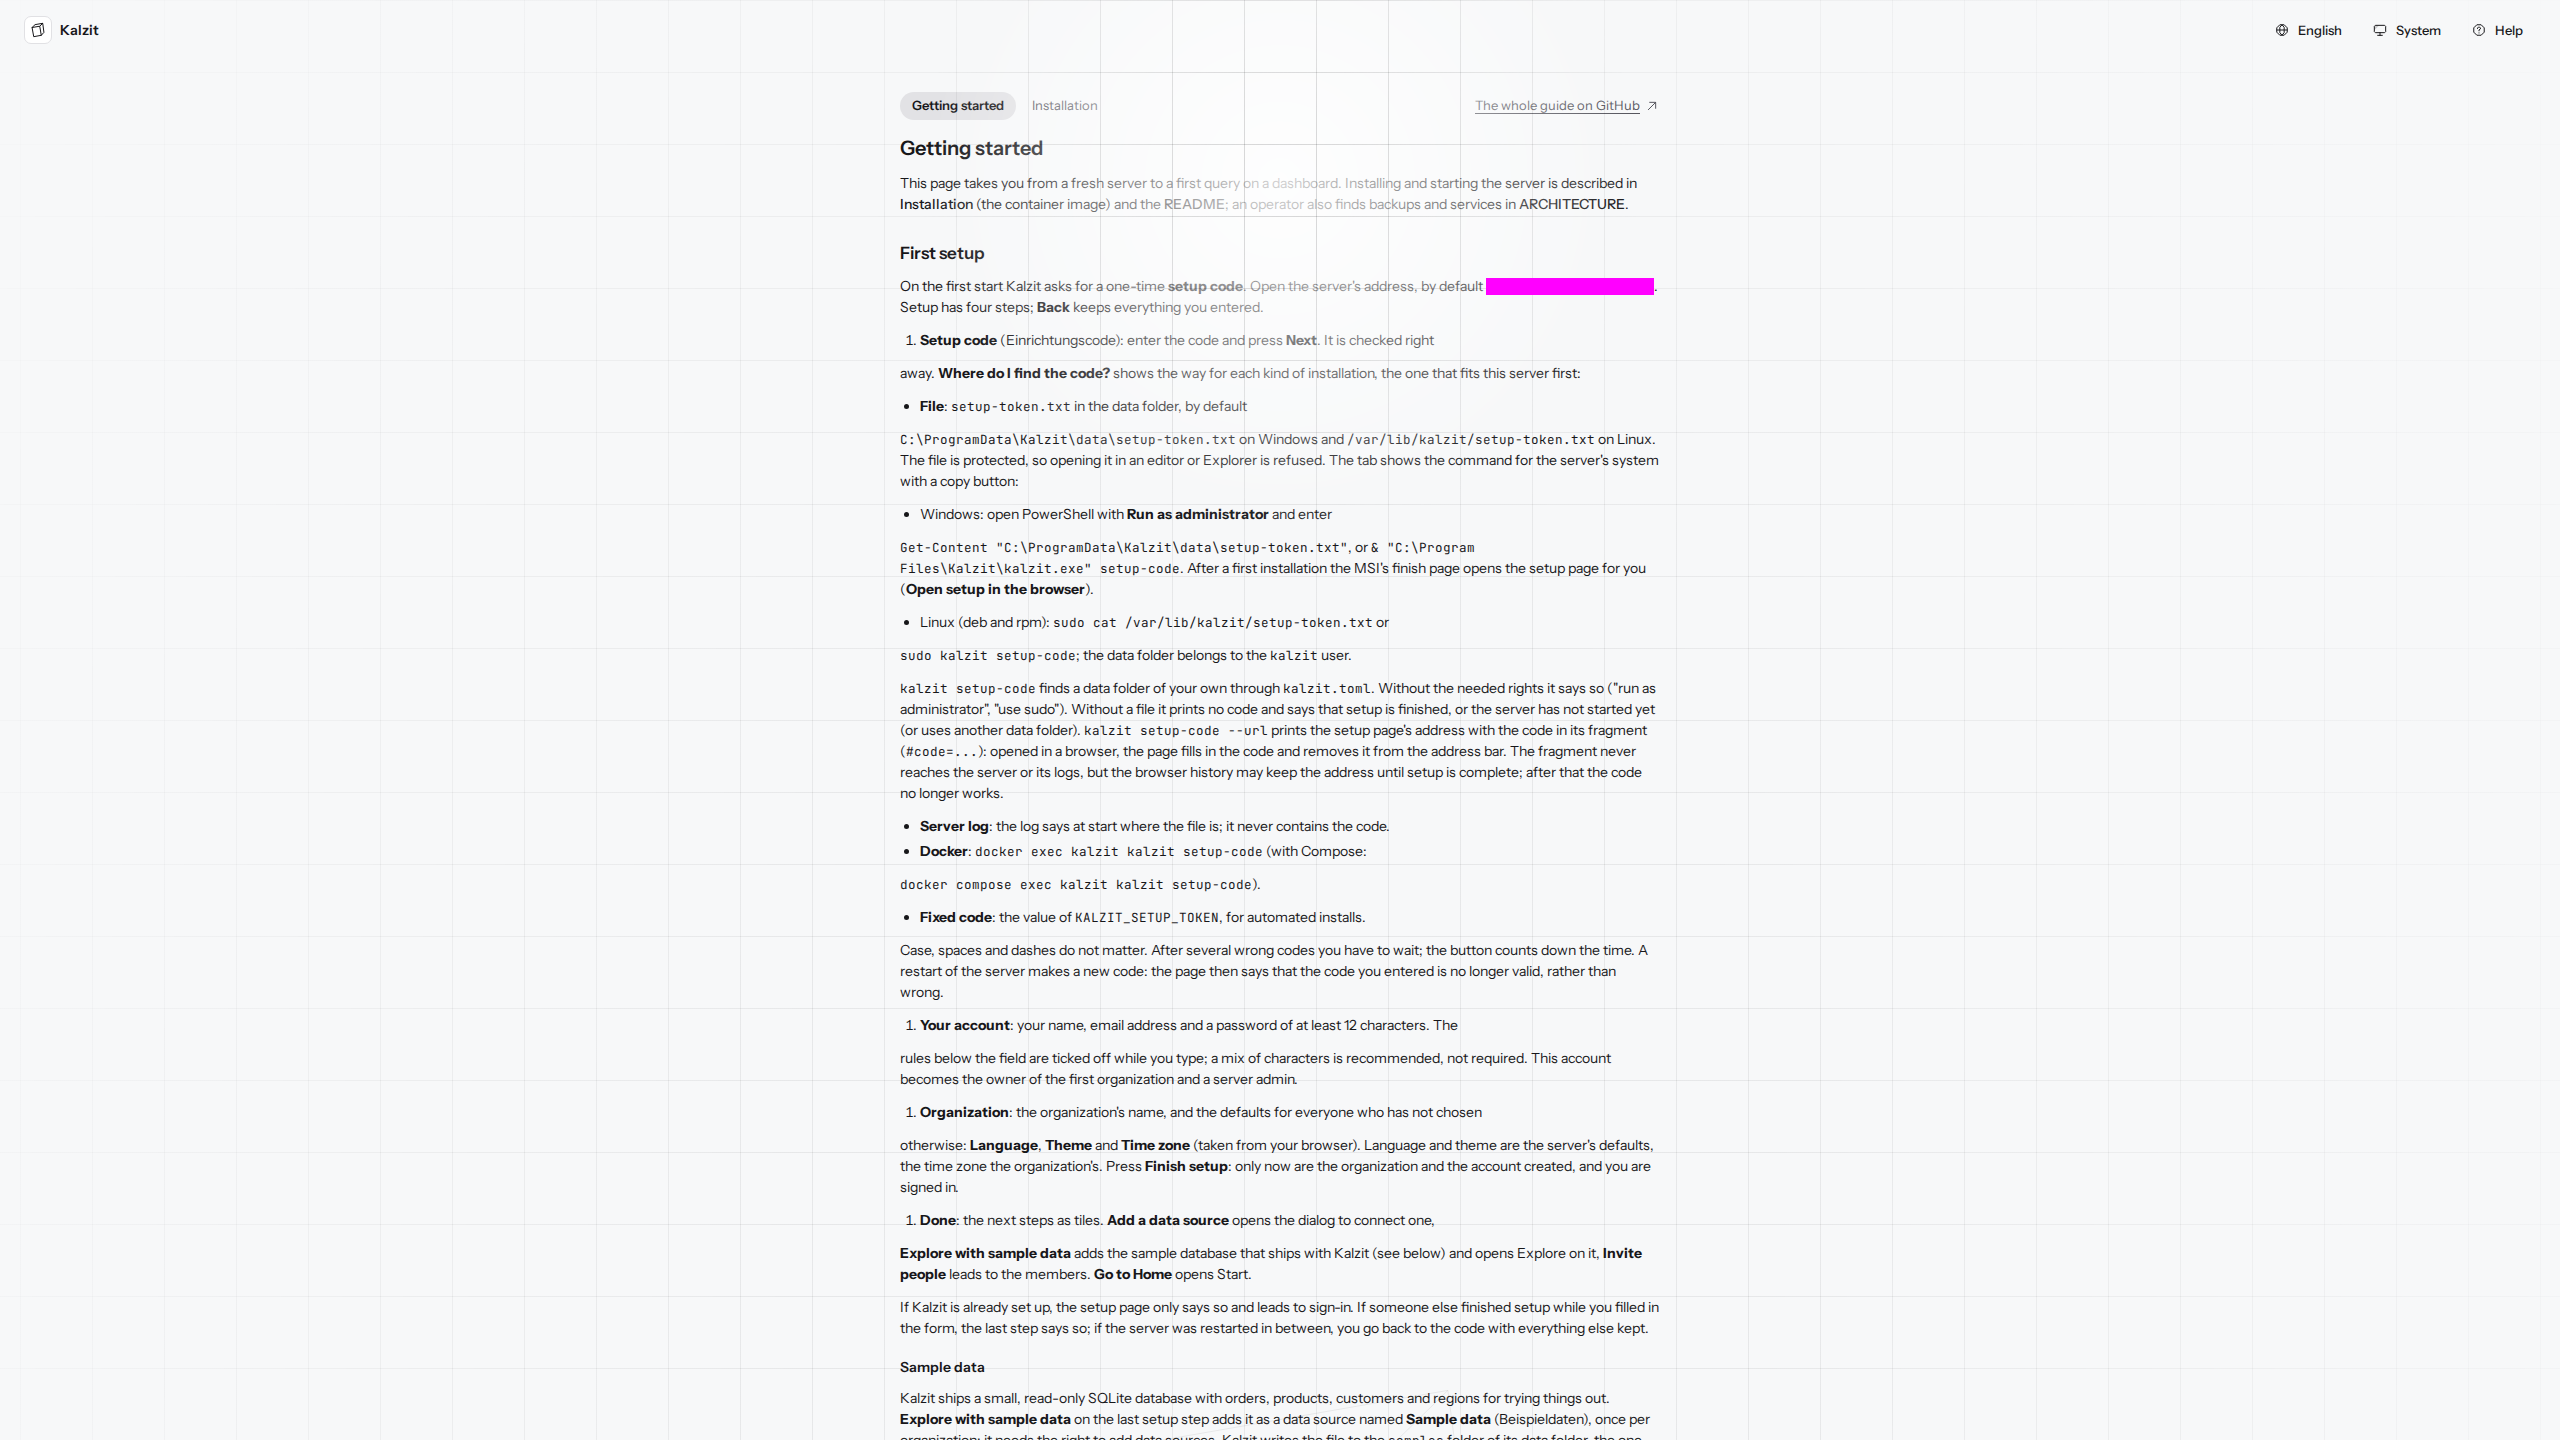 Kalzit
English
System
Help
Getting started
Installation
The whole guide on GitHub
Getting started
This page takes you from a fresh server to a first query on a dashboard. Installing and starting the server is described in
Installation (the container image) and the README; an operator also finds backups and services in ARCHITECTURE.
First setup
On the first start Kalzit asks for a one-time setup code. Open the server's address, by default .
Setup has four steps; Back keeps everything you entered.
1. Setup code (Einrichtungscode): enter the code and press Next. It is checked right
away. Where do I find the code? shows the way for each kind of installation, the one that fits this server first:
• File: setup-token.txt in the data folder, by default
C:\ProgramData\Kalzit\data\setup-token.txt on Windows and /var/lib/kalzit/setup-token.txt on Linux.
The file is protected, so opening it in an editor or Explorer is refused. The tab shows the command for the server's system
with a copy button:
• Windows: open PowerShell with Run as administrator and enter
Get-Content "C:\ProgramData\Kalzit\data\setup-token.txt", or & "C:\Program
Files\Kalzit\kalzit.exe" setup-code. After a first installation the MSI's finish page opens the setup page for you
(Open setup in the browser).
• Linux (deb and rpm): sudo cat /var/lib/kalzit/setup-token.txt or
sudo kalzit setup-code; the data folder belongs to the kalzit user.
kalzit setup-code finds a data folder of your own through kalzit.toml. Without the needed rights it says so ("run as
administrator", "use sudo"). Without a file it prints no code and says that setup is finished, or the server has not started yet
(or uses another data folder). kalzit setup-code --url prints the setup page's address with the code in its fragment
(#code=...): opened in a browser, the page fills in the code and removes it from the address bar. The fragment never
reaches the server or its logs, but the browser history may keep the address until setup is complete; after that the code
no longer works.
• Server log: the log says at start where the file is; it never contains the code.
• Docker: docker exec kalzit kalzit setup-code (with Compose:
docker compose exec kalzit kalzit setup-code).
• Fixed code: the value of KALZIT_SETUP_TOKEN, for automated installs.
Case, spaces and dashes do not matter. After several wrong codes you have to wait; the button counts down the time. A
restart of the server makes a new code: the page then says that the code you entered is no longer valid, rather than
wrong.
1. Your account: your name, email address and a password of at least 12 characters. The
rules below the field are ticked off while you type; a mix of characters is recommended, not required. This account
becomes the owner of the first organization and a server admin.
1. Organization: the organization's name, and the defaults for everyone who has not chosen
otherwise: Language, Theme and Time zone (taken from your browser). Language and theme are the server's defaults,
the time zone the organization's. Press Finish setup: only now are the organization and the account created, and you are
signed in.
1. Done: the next steps as tiles. Add a data source opens the dialog to connect one,
Explore with sample data adds the sample database that ships with Kalzit (see below) and opens Explore on it, Invite
people leads to the members. Go to Home opens Start.
If Kalzit is already set up, the setup page only says so and leads to sign-in. If someone else finished setup while you filled in
the form, the last step says so; if the server was restarted in between, you go back to the code with everything else kept.
Sample data
Kalzit ships a small, read-only SQLite database with orders, products, customers and regions for trying things out.
Explore with sample data on the last setup step adds it as a data source named Sample data (Beispieldaten), once per
organization; it needs the right to add data sources. Kalzit writes the file to the samples folder of its data folder, the one